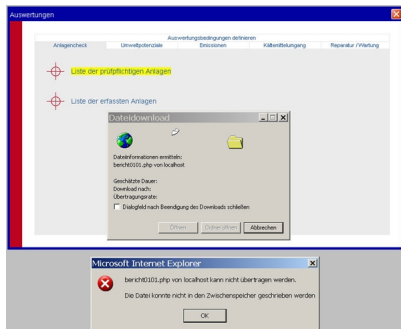 Auswertungen
Auswertungsbedingungen definieren
Anlagencheck Umweltpotenziale Emissionen Kältemittelumgang Reparatur / Wartung
Liste der prüfpflichtigen Anlagen
Liste der erfassten Anlagen
Dateidownload
Dateiinformationen ermitteln:
bericht0101.php von localhost
Geschätzte Dauer:
Download nach:
Übertragungsrate:
Dialogfeld nach Beendigung des Downloads schließen
Öffnen Ordner öffnen Abbrechen
Microsoft Internet Explorer
bericht0101.php von localhost kann nicht übertragen werden.
Die Datei konnte nicht in den Zwischenspeicher geschrieben werden
OK